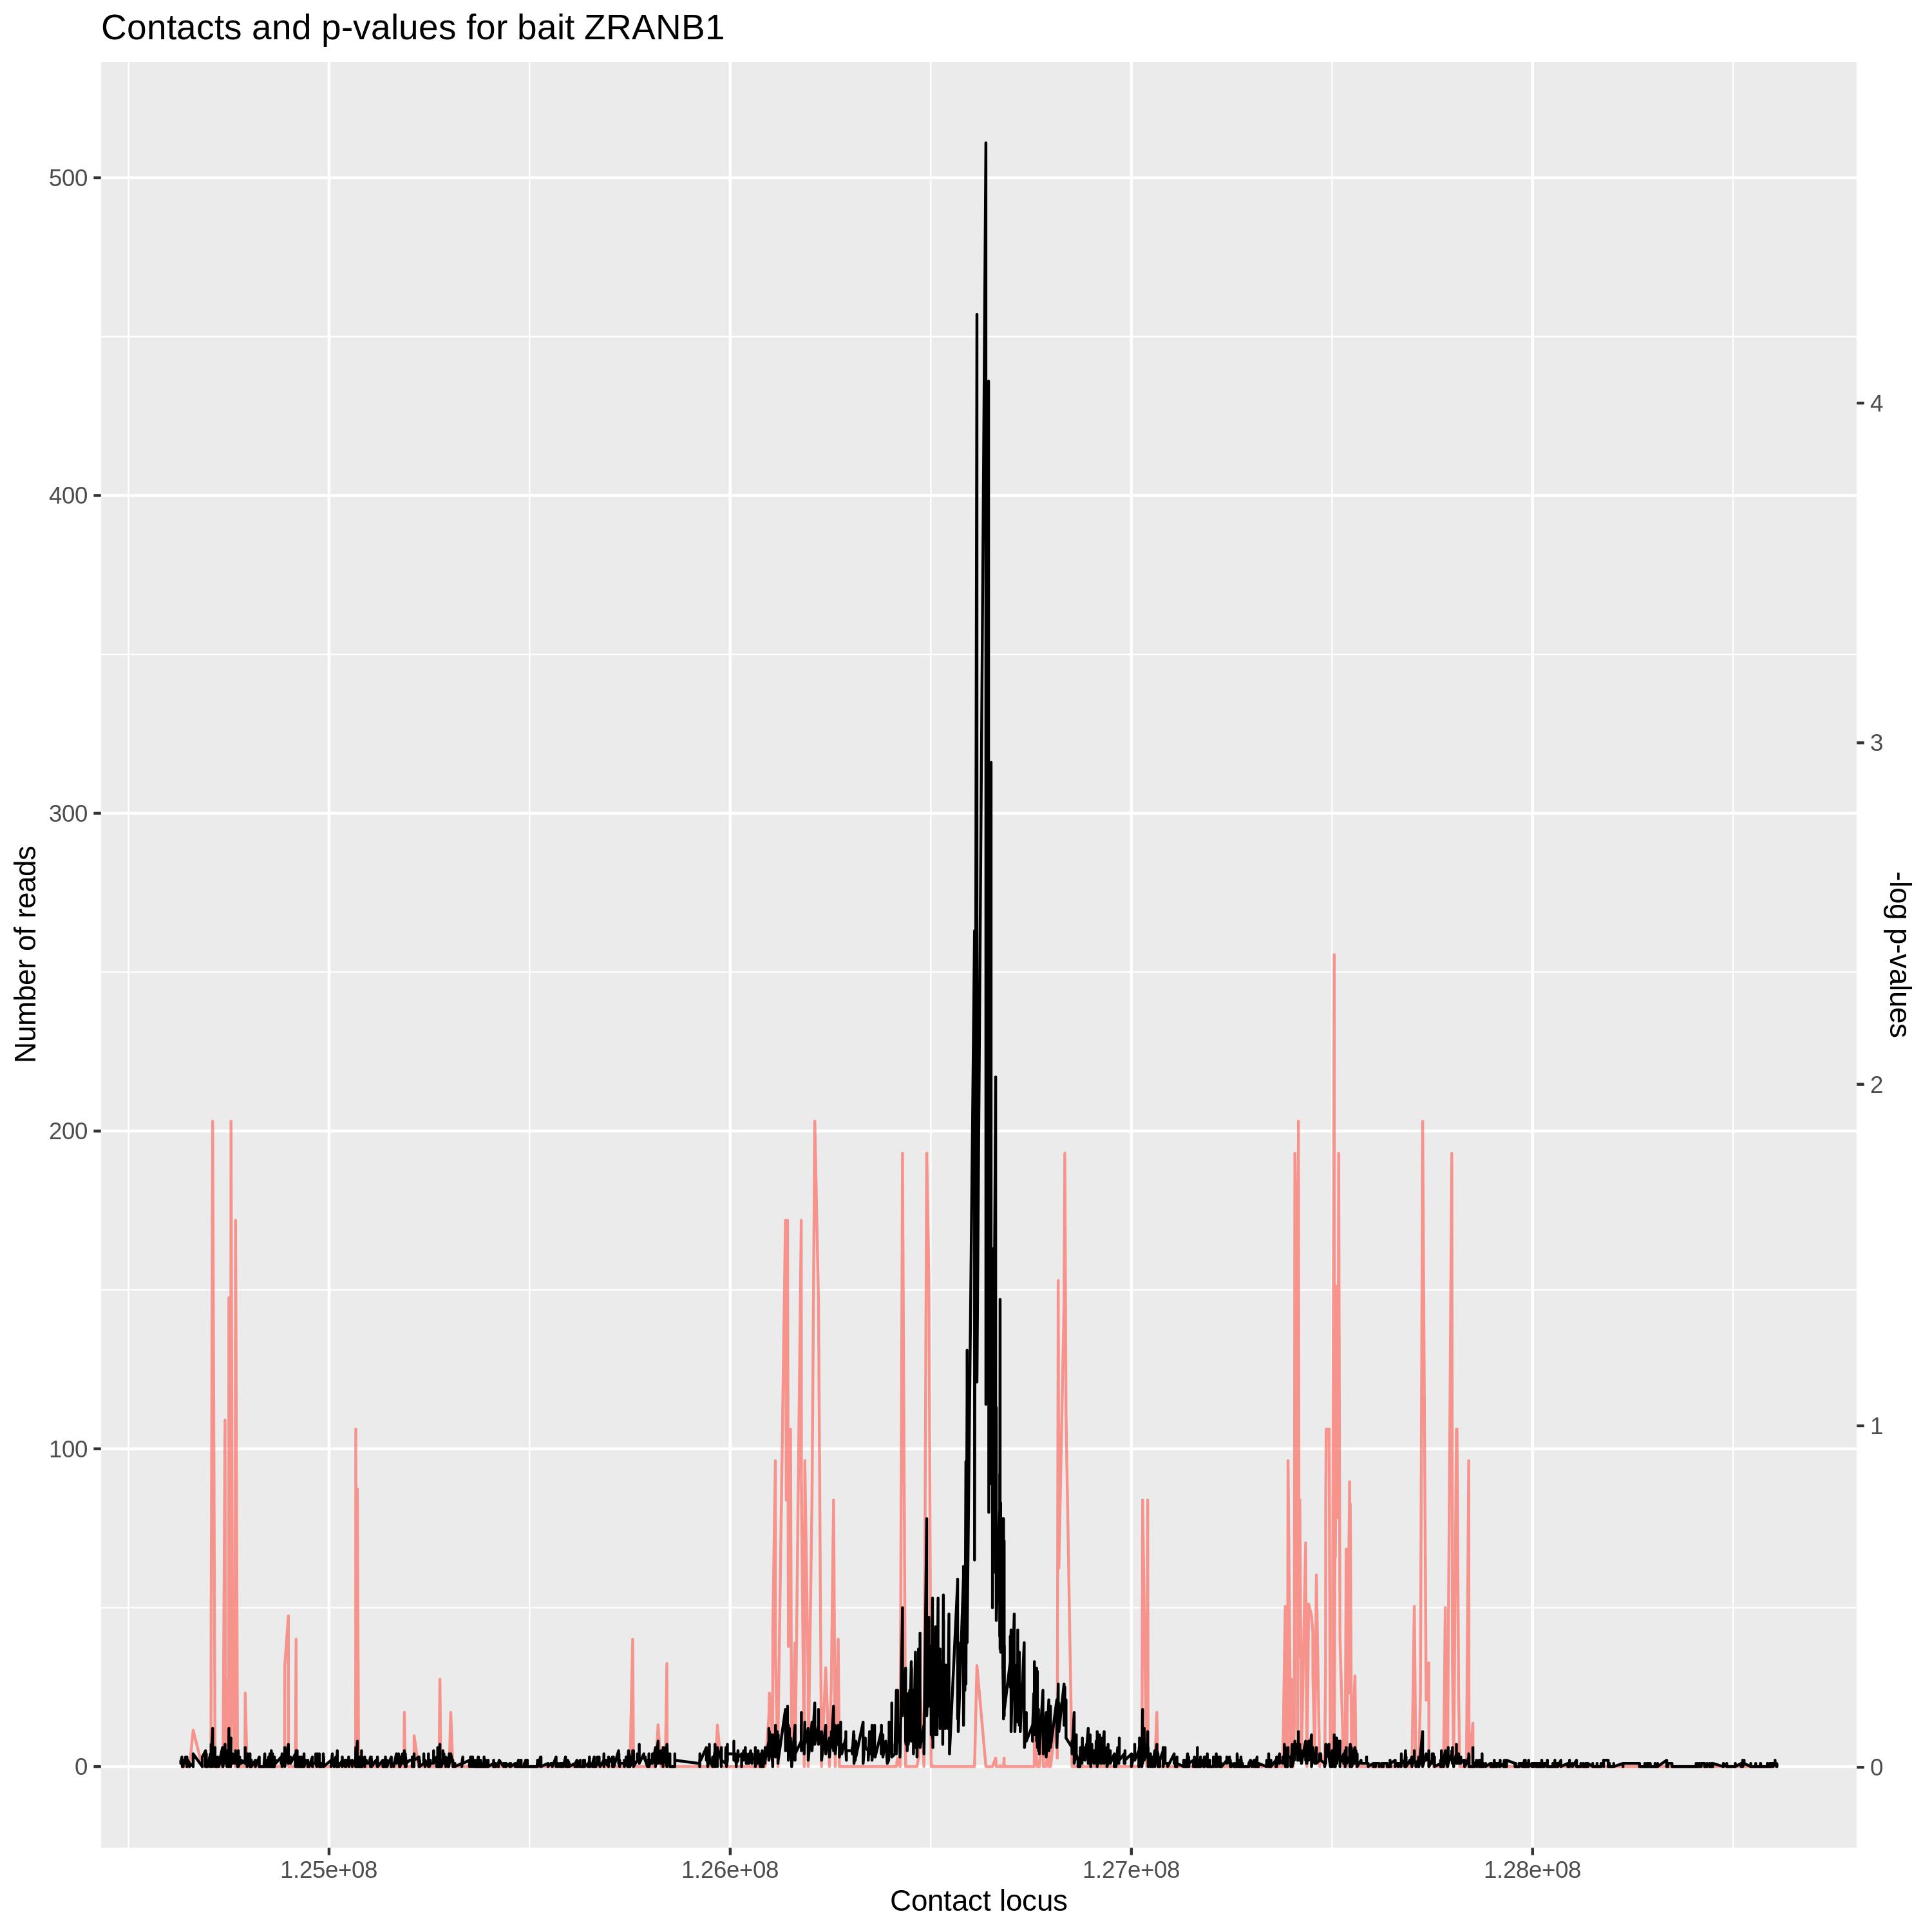 Contacts and p-values for bait ZRANB1
500
400
300
200
100
0
Number of reads
4
3
2
1
0
-log p-values
1.25e+08
1.26e+08
1.27e+08
1.28e+08
Contact locus